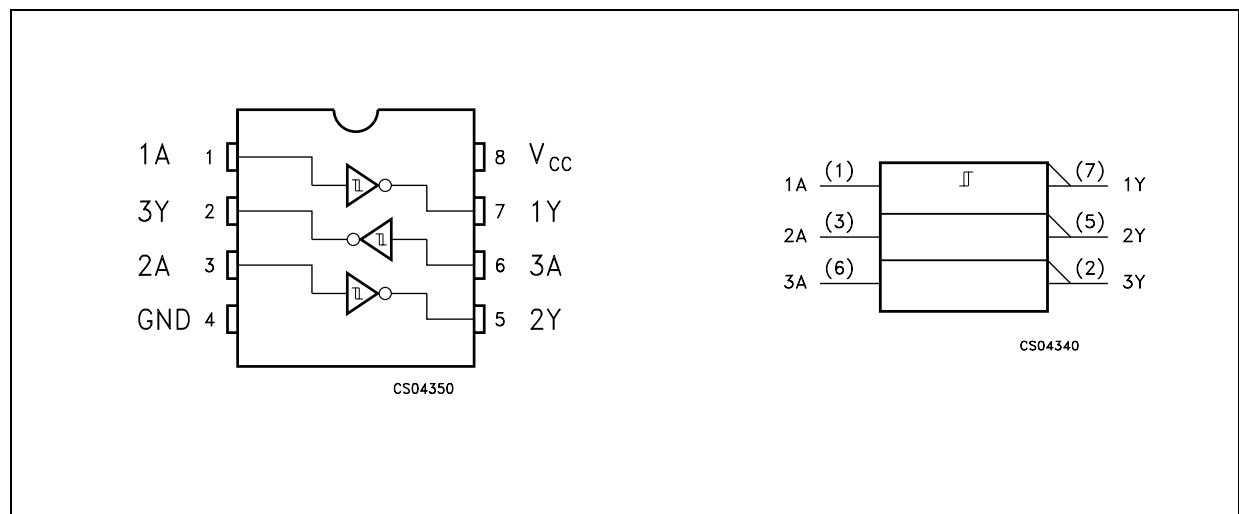 1A 1 8 VCC
3Y 2 7 1Y
2A 3 6 3A
GND 4 5 2Y
CS04350
1A (1) (7) 1Y
2A (3) (5) 2Y
3A (6) (2) 3Y
CS04340